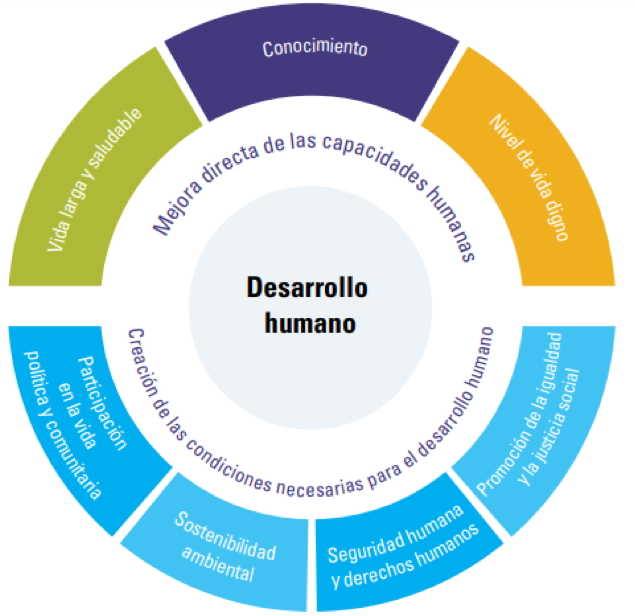 Conocimiento
Vida larga y saludable
Nivel de vida digno
Mejora directa de las capacidades humanas
Desarrollo
humano
Creación de las condiciones necesarias para el desarrollo humano
Participación
en la vida
política y comunitaria
Sostenibilidad
ambiental
Seguridad humana
y derechos humanos
Promoción de la igualdad
y la justicia social